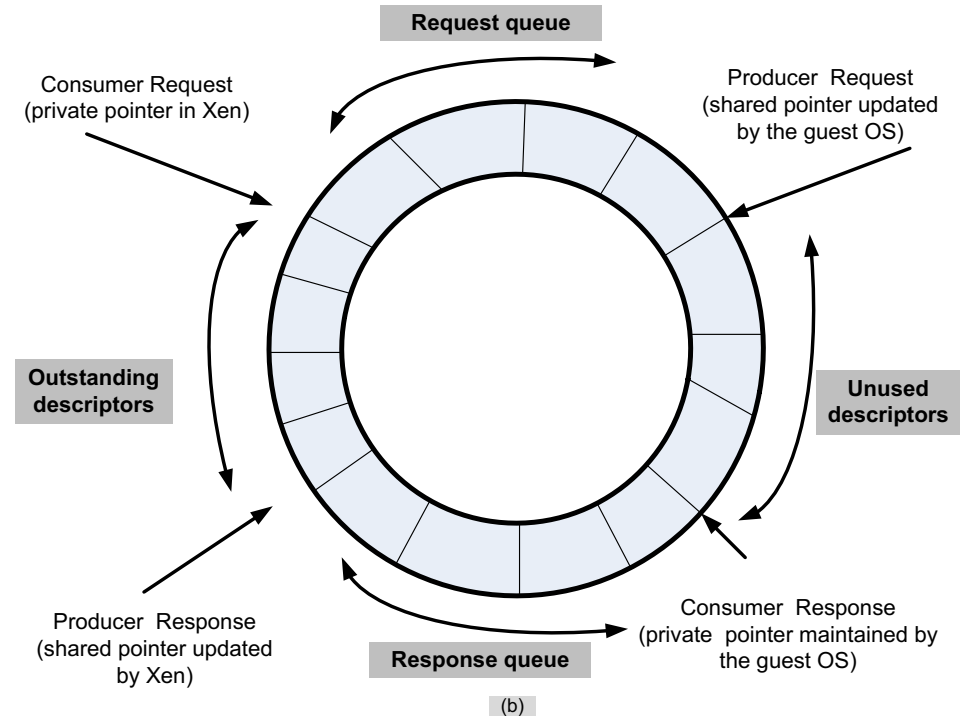 Request queue
Consumer Request
(private pointer in Xen)
Producer Request
(shared pointer updated
by the guest OS)
Outstanding
descriptors
Unused
descriptors
Producer Response
(shared pointer updated
by Xen)
Response queue
Consumer Response
(private pointer maintained by
the guest OS)
(b)